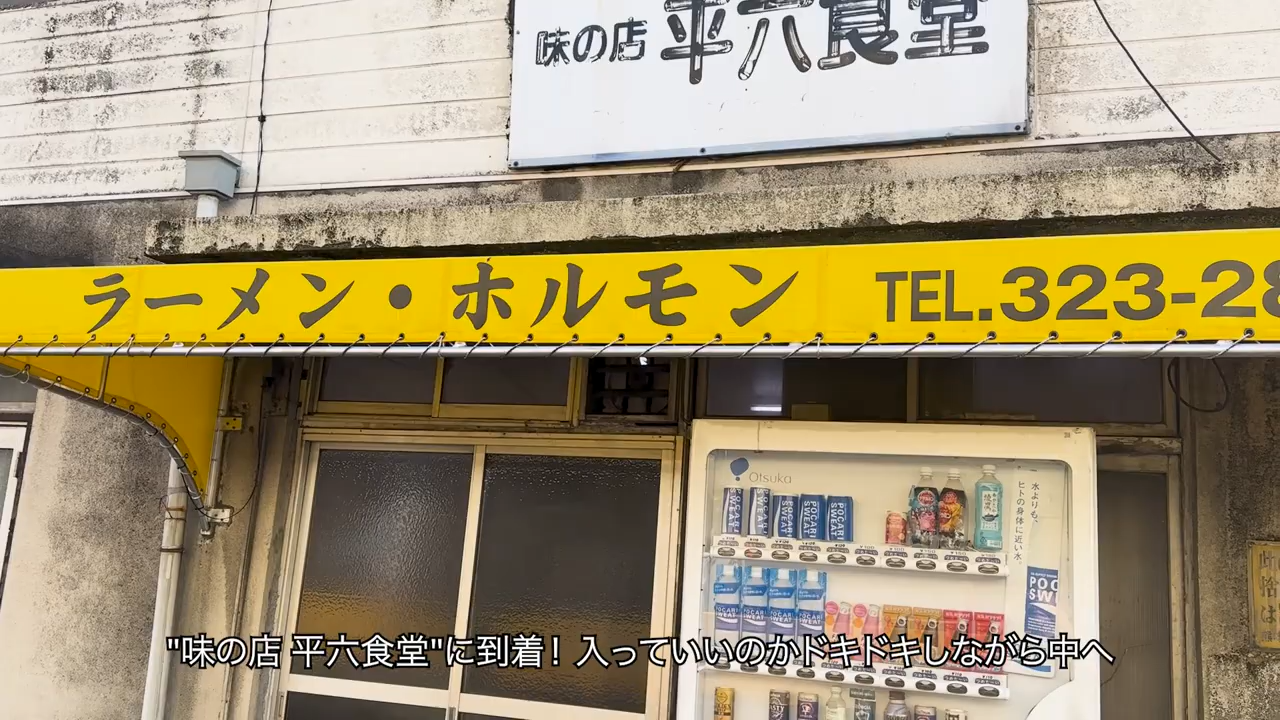 味の店 平六食堂
ラーメン・ホルモン TEL.323-28
Otsuka
POCARI SWEAT
水よりも、
ヒトの身体に近い水。
"味の店 平六食堂"に到着！入っていいのかドキドキしながら中へ